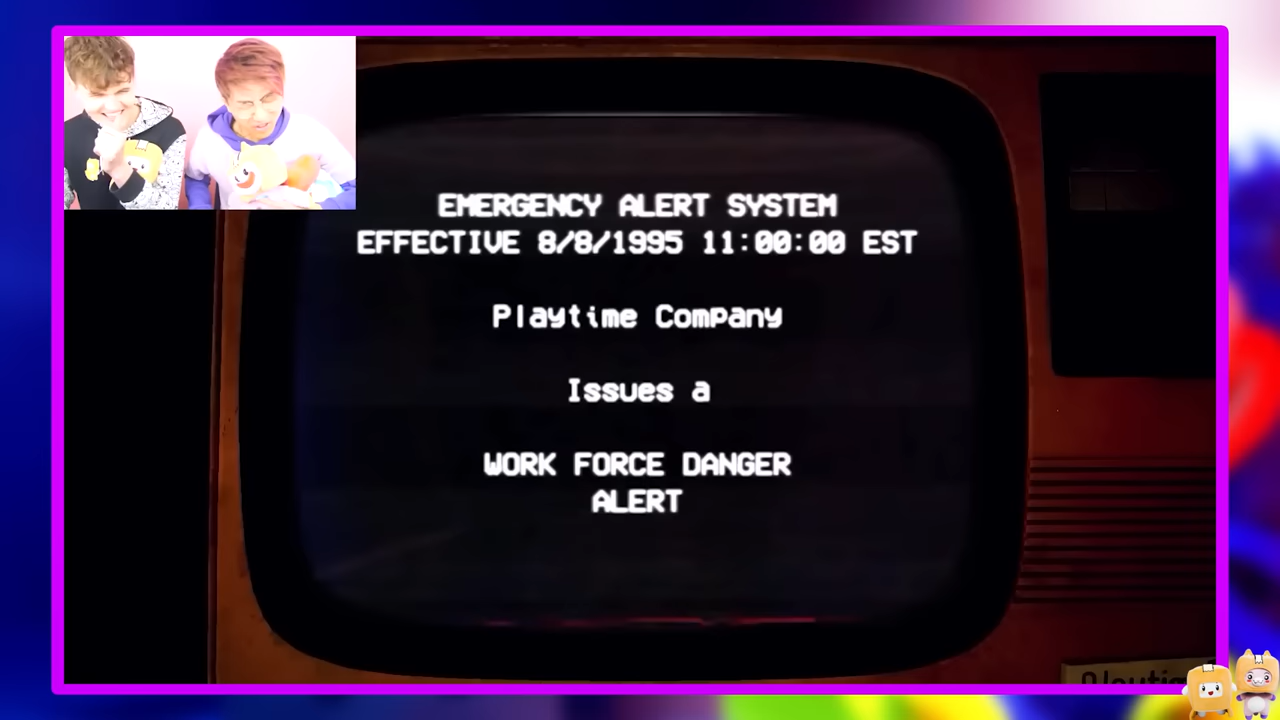 EMERGENCY ALERT SYSTEM
EFFECTIVE 8/8/1995 11:00:00 EST
Playtime Company
Issues a
WORK FORCE DANGER
ALERT